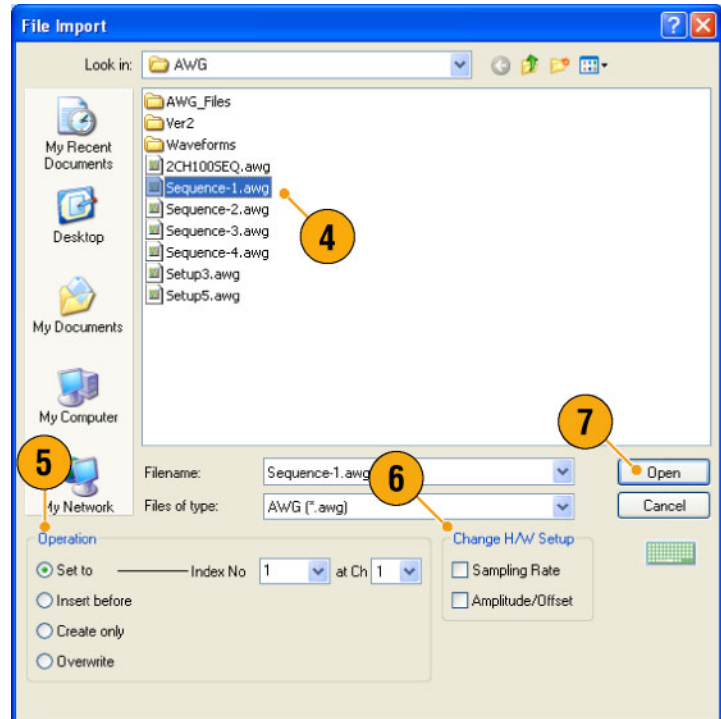 File Import
Look in: AWG
My Recent Documents
Desktop
My Documents
My Computer
My Network
AWG_Files
Ver2
Waveforms
2CH100SEQ.awg
Sequence-1.awg
Sequence-2.awg
Sequence-3.awg
Sequence-4.awg
Setup3.awg
Setup5.awg
4
5
6
7
Filename: Sequence-1.awg
Open
Files of type: AWG (*.awg)
Cancel
Operation
Set to Index No 1 at Ch 1
Insert before
Create only
Overwrite
Change H/W Setup
Sampling Rate
Amplitude/Offset